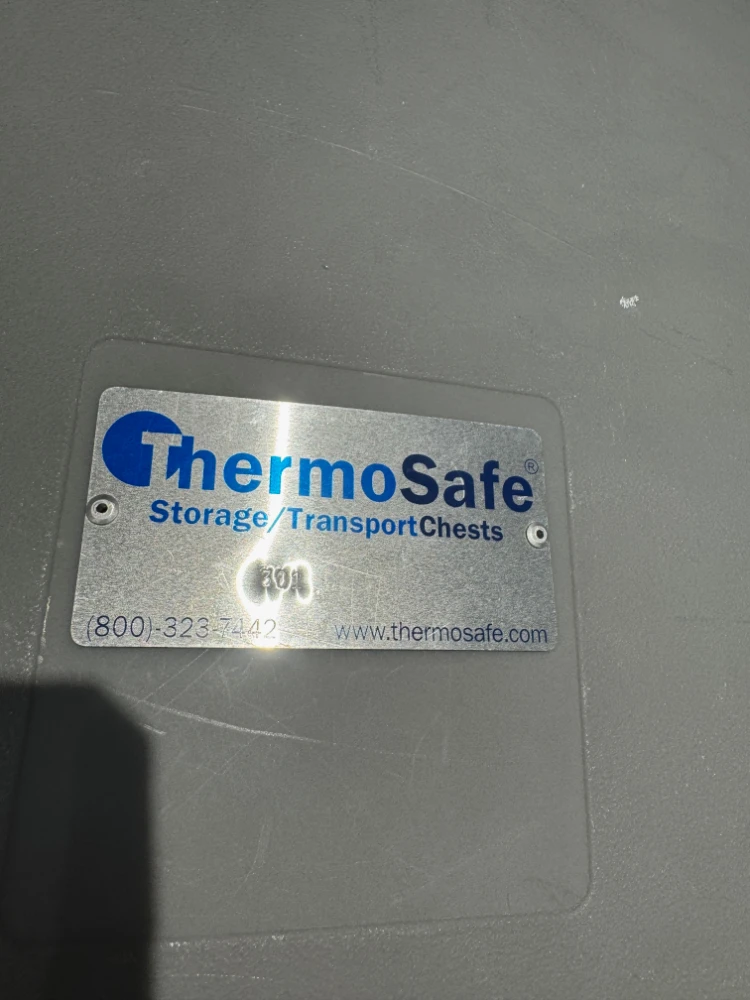 ThermoSafe®
Storage/TransportChests
301
(800)-323-7442
www.thermosafe.com